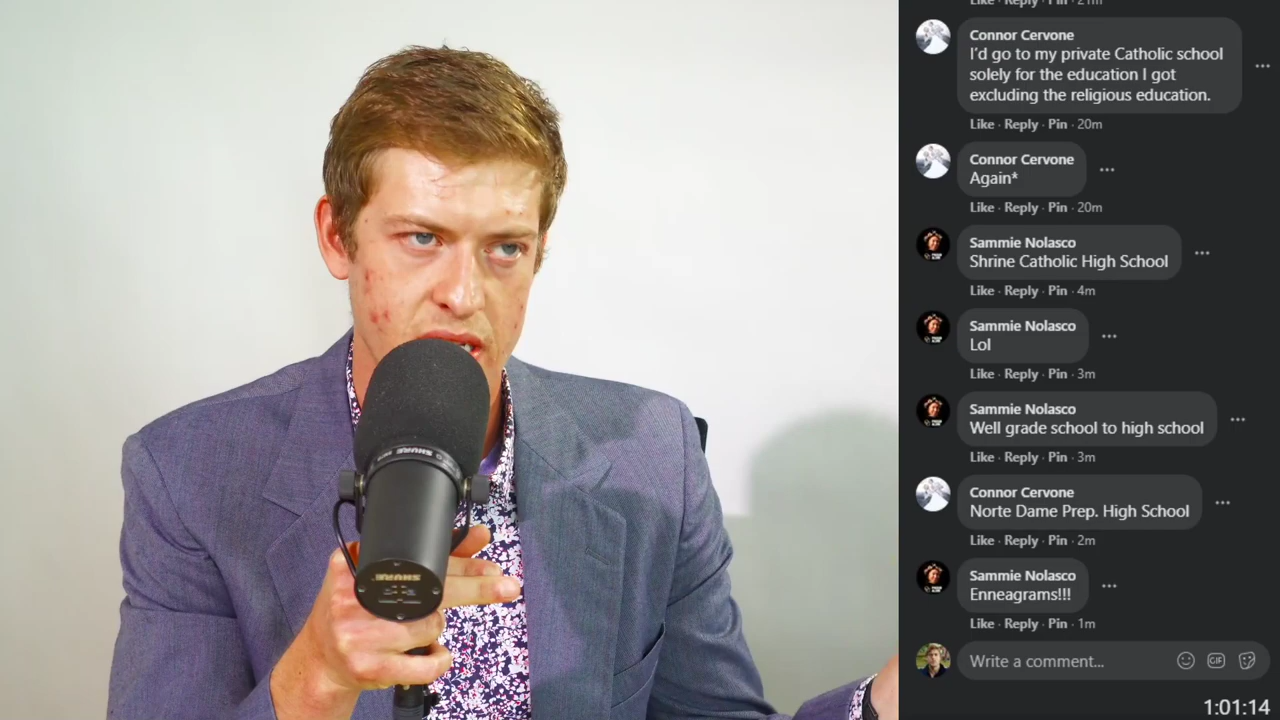 Like · Reply · Pin · 21m
Connor Cervone
I'd go to my private Catholic school
solely for the education I got
excluding the religious education.
Like · Reply · Pin · 20m
Connor Cervone
Again*
Like · Reply · Pin · 20m
Sammie Nolasco
Shrine Catholic High School
Like · Reply · Pin · 4m
Sammie Nolasco
Lol
Like · Reply · Pin · 3m
Sammie Nolasco
Well grade school to high school
Like · Reply · Pin · 3m
Connor Cervone
Norte Dame Prep. High School
Like · Reply · Pin · 2m
Sammie Nolasco
Enneagrams!!!
Like · Reply · Pin · 1m
Write a comment...
GIF
1:01:14
SHURE
SHURE